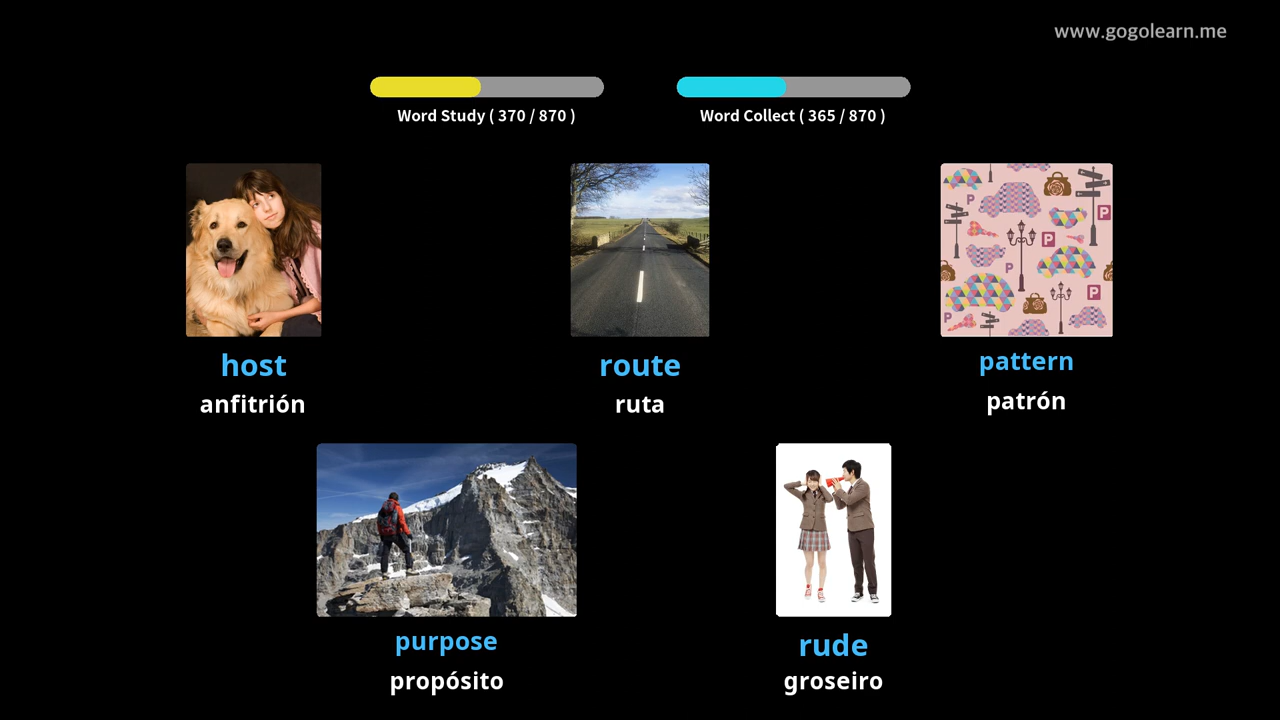 www.gogolearn.me
Word Study ( 370 / 870 )
Word Collect ( 365 / 870 )
host
anfitrión
route
ruta
P
P
P
P
P
P
pattern
patrón
purpose
propósito
rude
groseiro